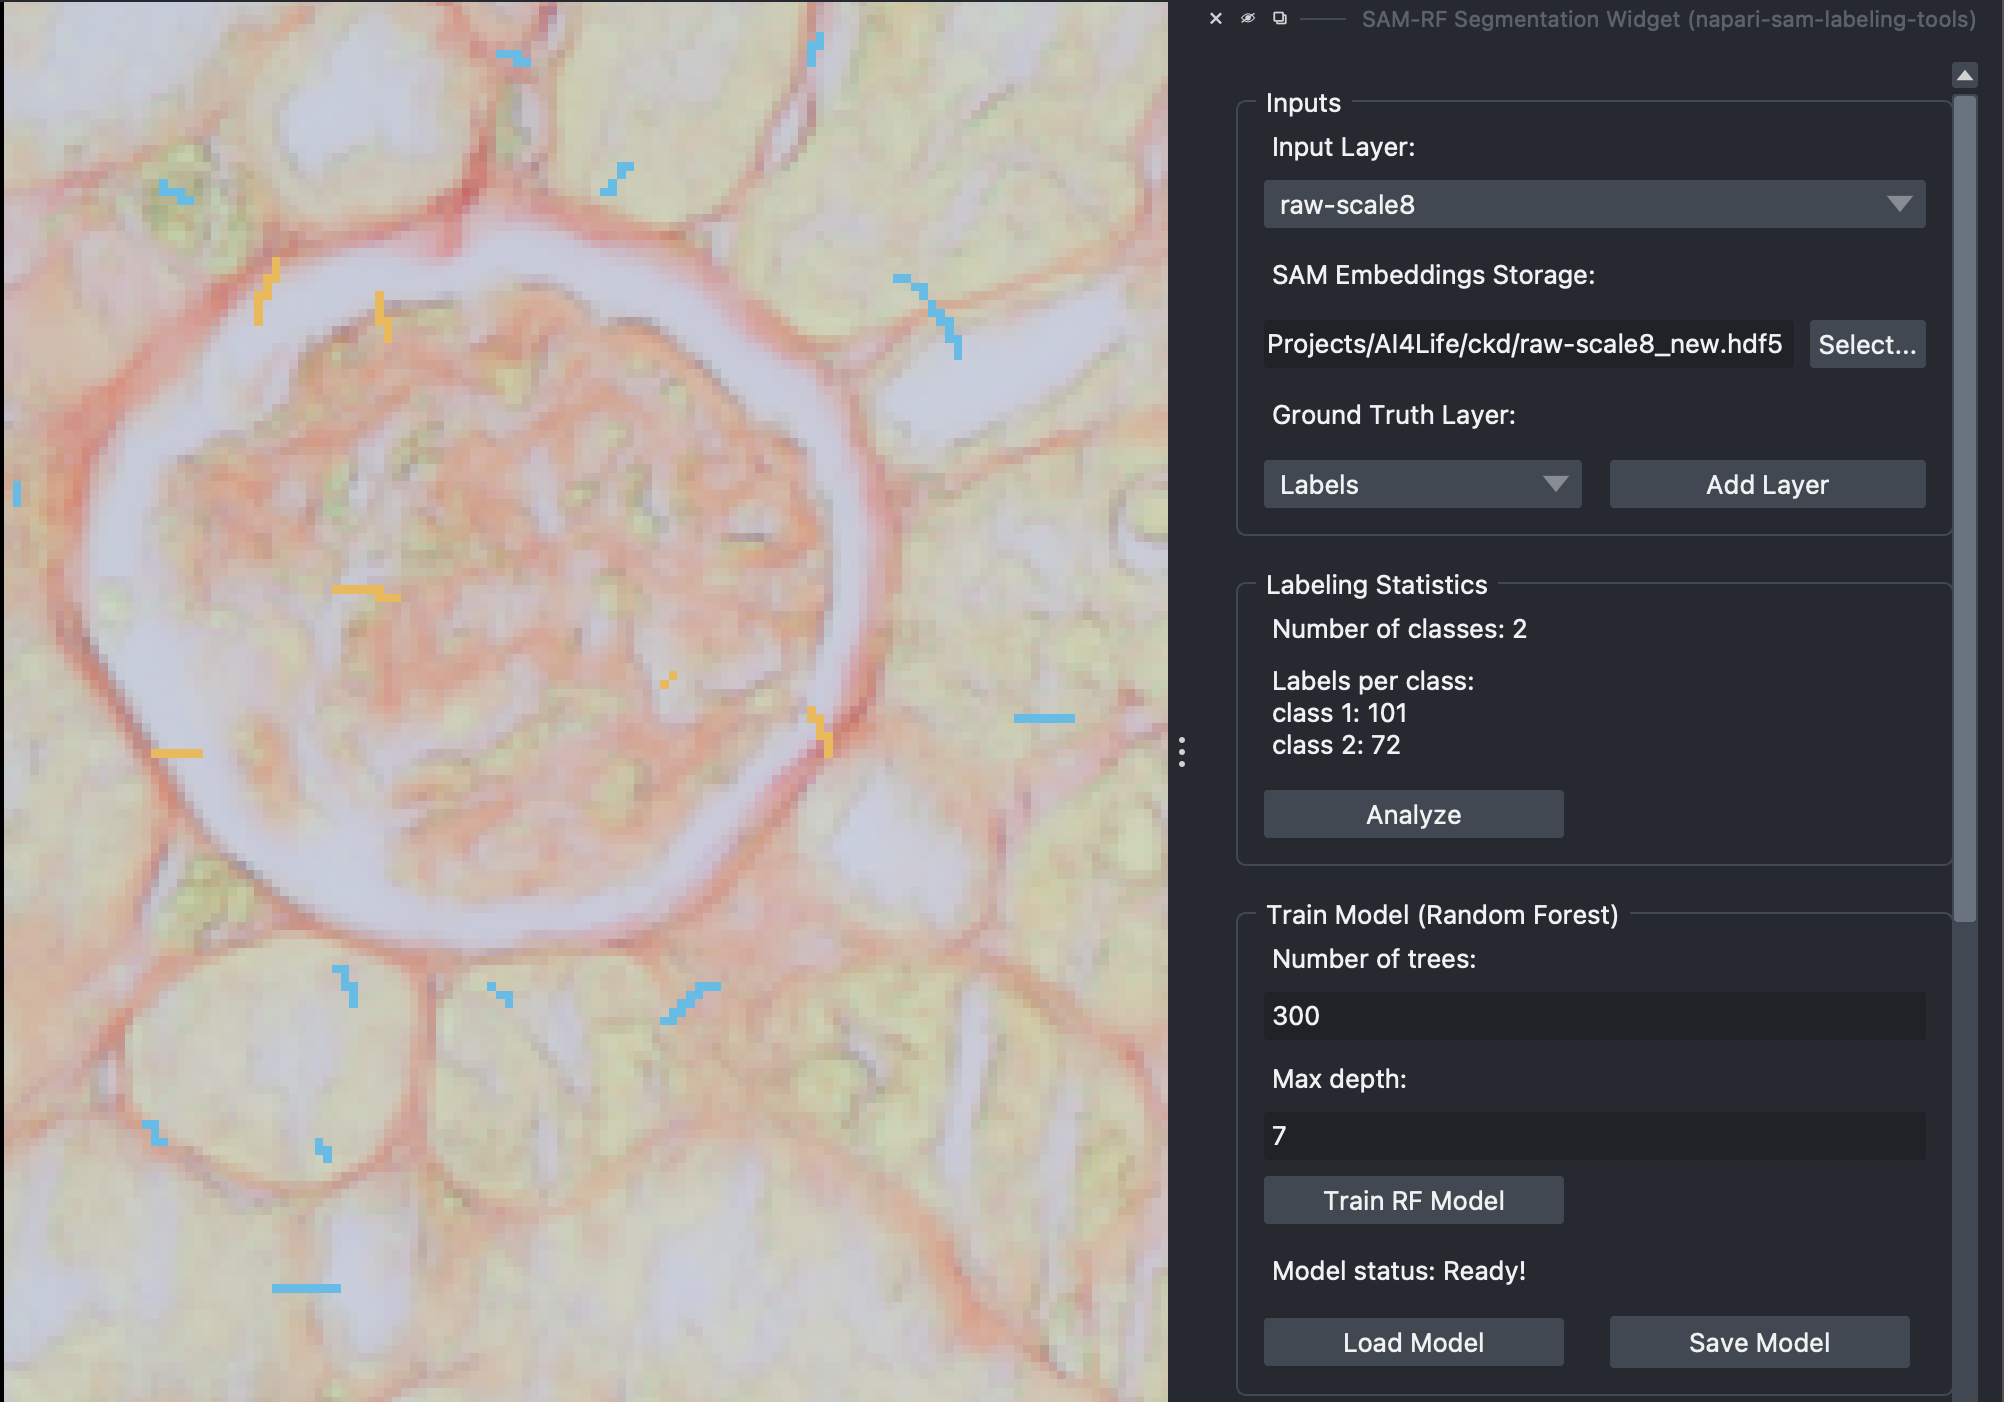 SAM-RF Segmentation Widget (napari-sam-labeling-tools)
Inputs
Input Layer:
raw-scale8
SAM Embeddings Storage:
Projects/AI4Life/ckd/raw-scale8_new.hdf5 Select...
Ground Truth Layer:
Labels Add Layer
Labeling Statistics
Number of classes: 2
Labels per class:
class 1: 101
class 2: 72
Analyze
Train Model (Random Forest)
Number of trees:
300
Max depth:
7
Train RF Model
Model status: Ready!
Load Model Save Model